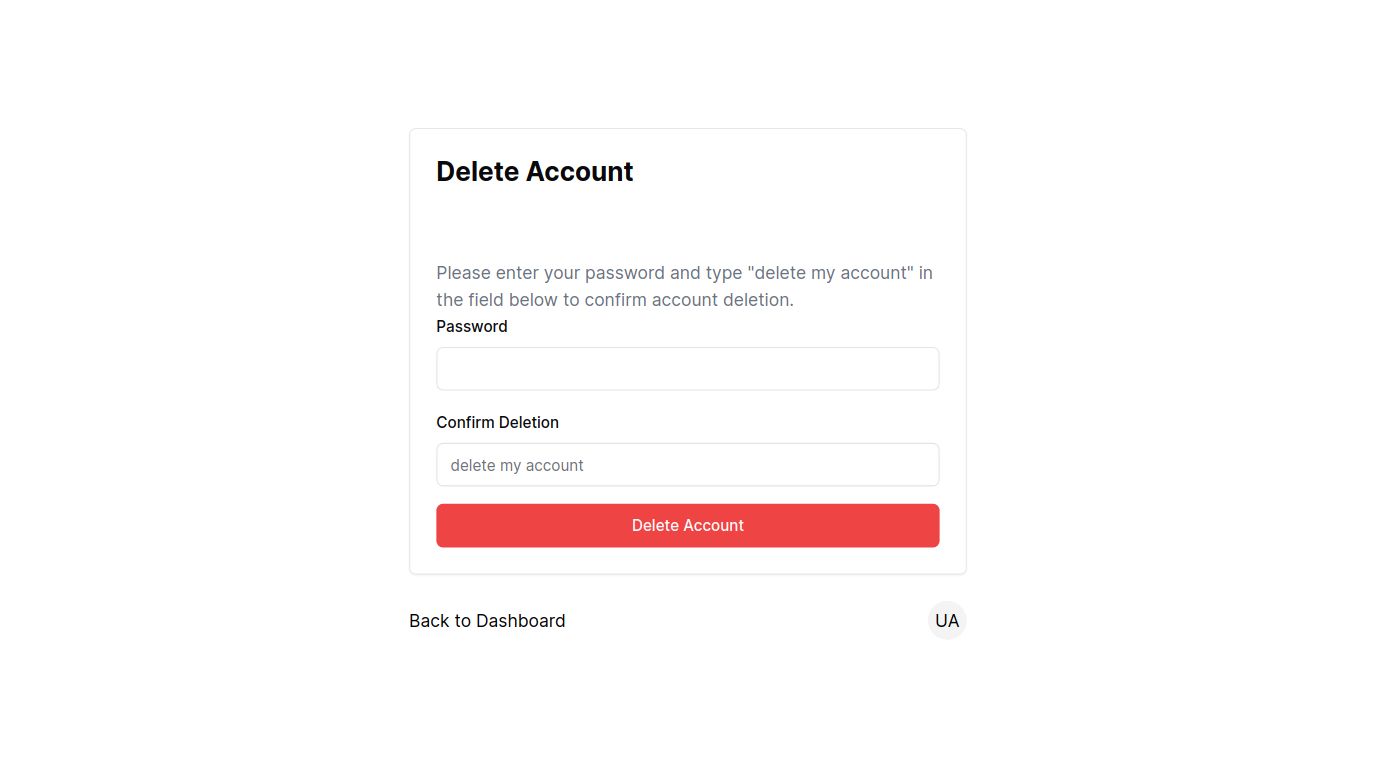 Delete Account
Please enter your password and type "delete my account" in
the field below to confirm account deletion.
Password
Confirm Deletion
delete my account
Delete Account
Back to Dashboard
UA